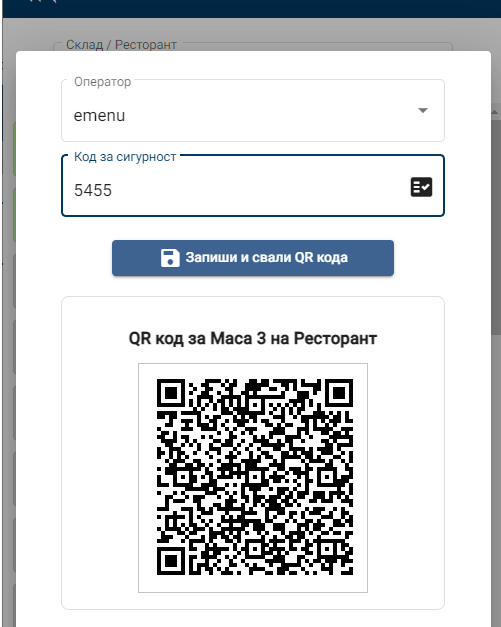 Склад / Ресторант
Оператор
emenu
Код за сигурност
5455
Запиши и свали QR кода
QR код за Маса 3 на Ресторант